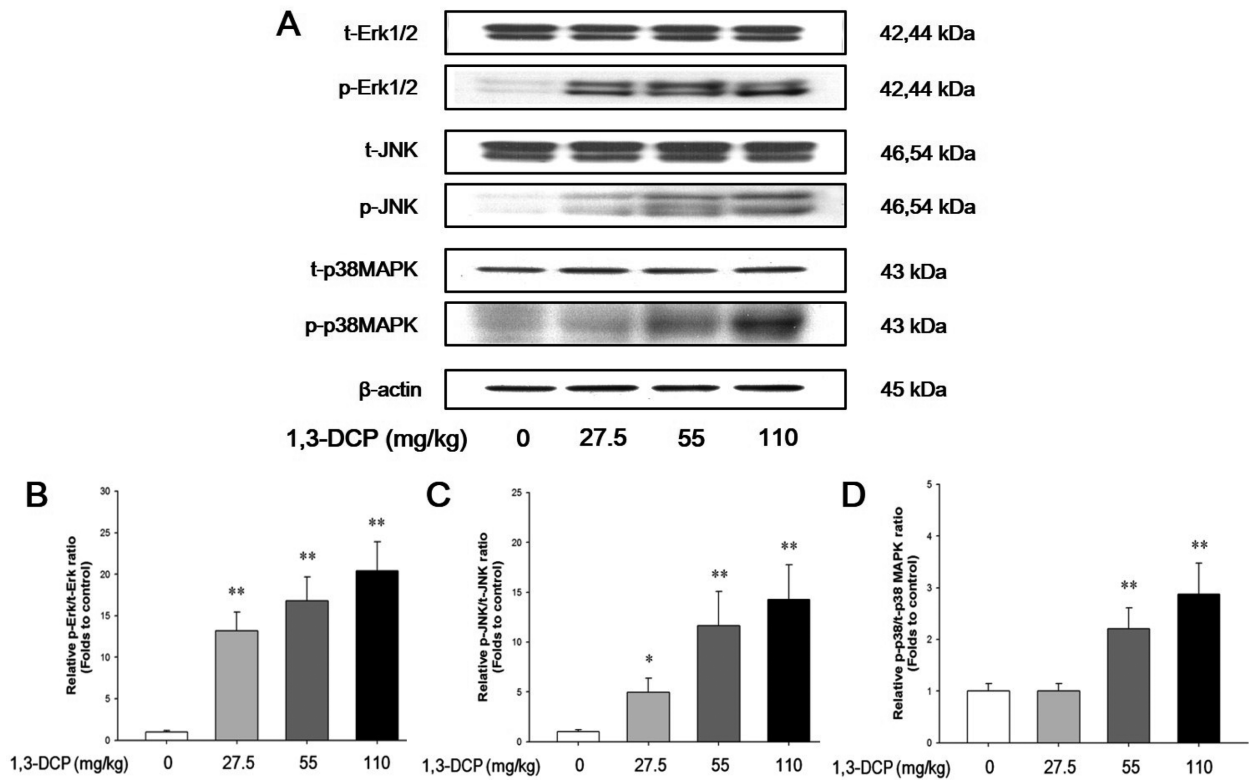 A
t-Erk1/2 42,44 kDa
p-Erk1/2 42,44 kDa
t-JNK 46,54 kDa
p-JNK 46,54 kDa
t-p38MAPK 43 kDa
p-p38MAPK 43 kDa
β-actin 45 kDa
1,3-DCP (mg/kg) 0 27.5 55 110
B
Relative p-Erk/t-Erk ratio
(Folds to control)
30
25
20
15
10
5
0
**
**
**
1,3-DCP (mg/kg) 0 27.5 55 110
C
Relative p-JNK/t-JNK ratio
(Folds to control)
25
20
15
10
5
0
*
**
**
1,3-DCP (mg/kg) 0 27.5 55 110
D
Relative p-p38/t-p38 MAPK ratio
(Folds to control)
5
4
3
2
1
0
**
**
1,3-DCP (mg/kg) 0 27.5 55 110